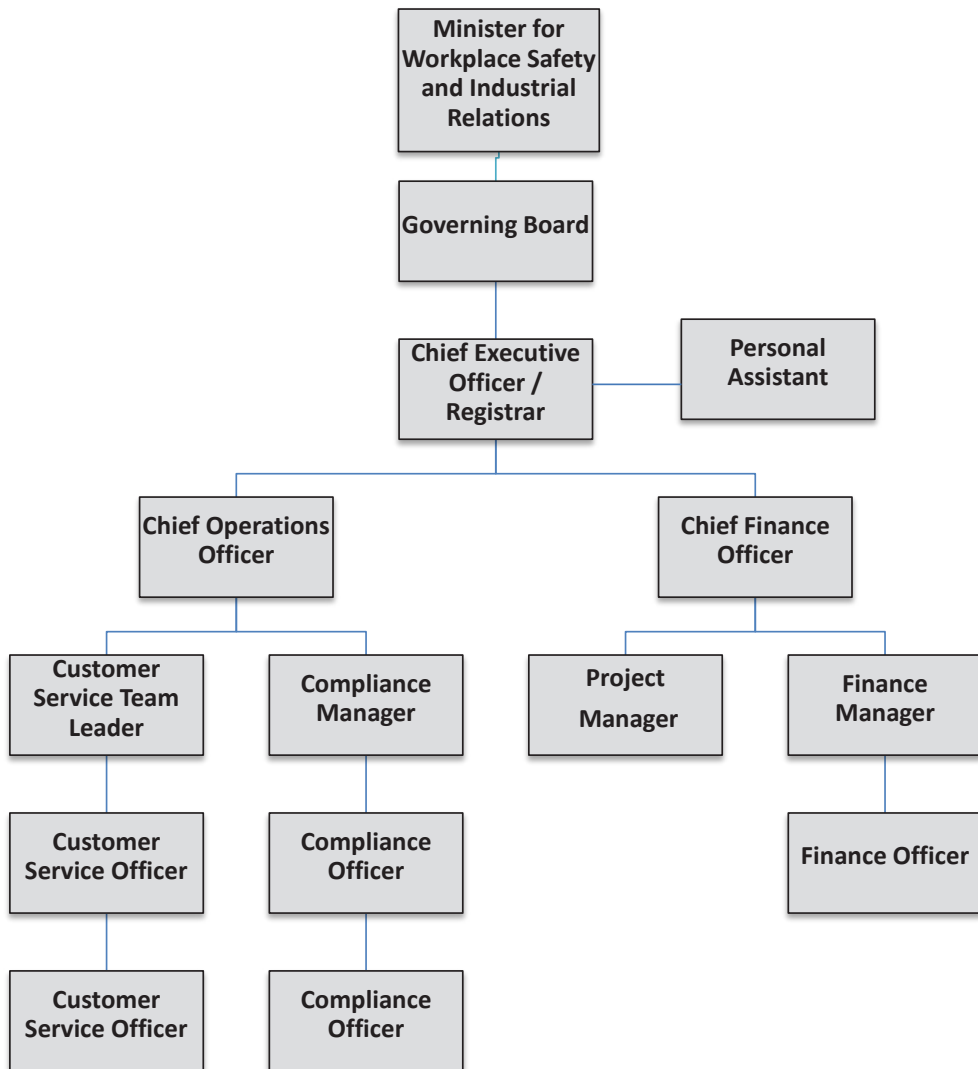 Minister for
Workplace Safety
and Industrial
Relations
Governing Board
Chief Executive
Officer /
Registrar
Personal
Assistant
Chief Operations
Officer
Chief Finance
Officer
Customer
Service Team
Leader
Compliance
Manager
Project
Manager
Finance
Manager
Customer
Service Officer
Compliance
Officer
Finance Officer
Customer
Service Officer
Compliance
Officer